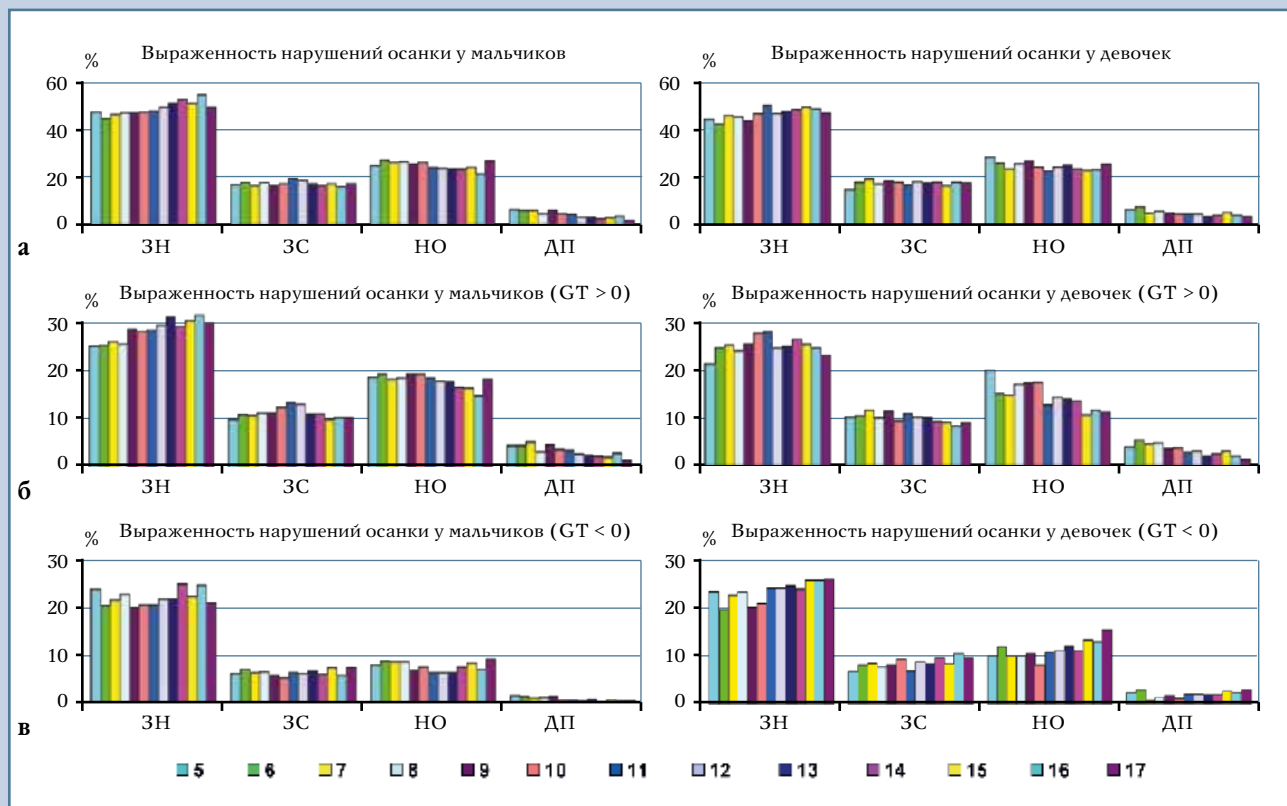 % Выраженность нарушений осанки у мальчиков
60
40
20
0
ЗН ЗС НО ДП
% Выраженность нарушений осанки у девочек
60
40
20
0
ЗН ЗС НО ДП
а
% Выраженность нарушений осанки у мальчиков (GT > 0)
30
20
10
0
ЗН ЗС НО ДП
% Выраженность нарушений осанки у девочек (GT > 0)
30
20
10
0
ЗН ЗС НО ДП
б
% Выраженность нарушений осанки у мальчиков (GT < 0)
30
20
10
0
ЗН ЗС НО ДП
% Выраженность нарушений осанки у девочек (GT < 0)
30
20
10
0
ЗН ЗС НО ДП
в
5 6 7 8 9 10 11 12 13 14 15 16 17